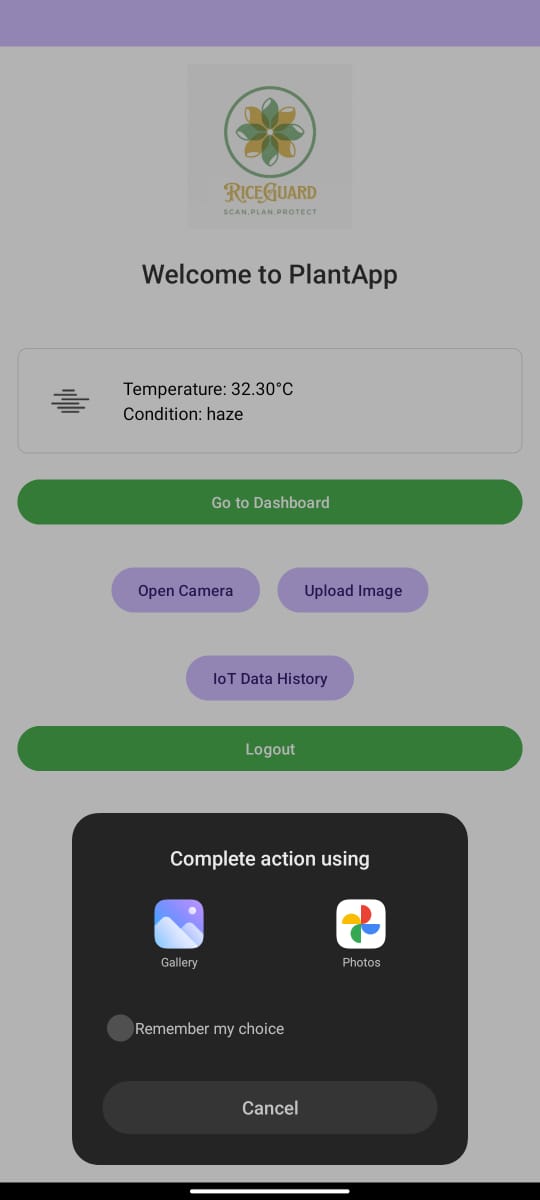 RICEGUARD
SCAN.PLAN.PROTECT
Welcome to PlantApp
Temperature: 32.30°C
Condition: haze
Go to Dashboard
Open Camera
Upload Image
IoT Data History
Logout
Complete action using
Gallery
Photos
Remember my choice
Cancel